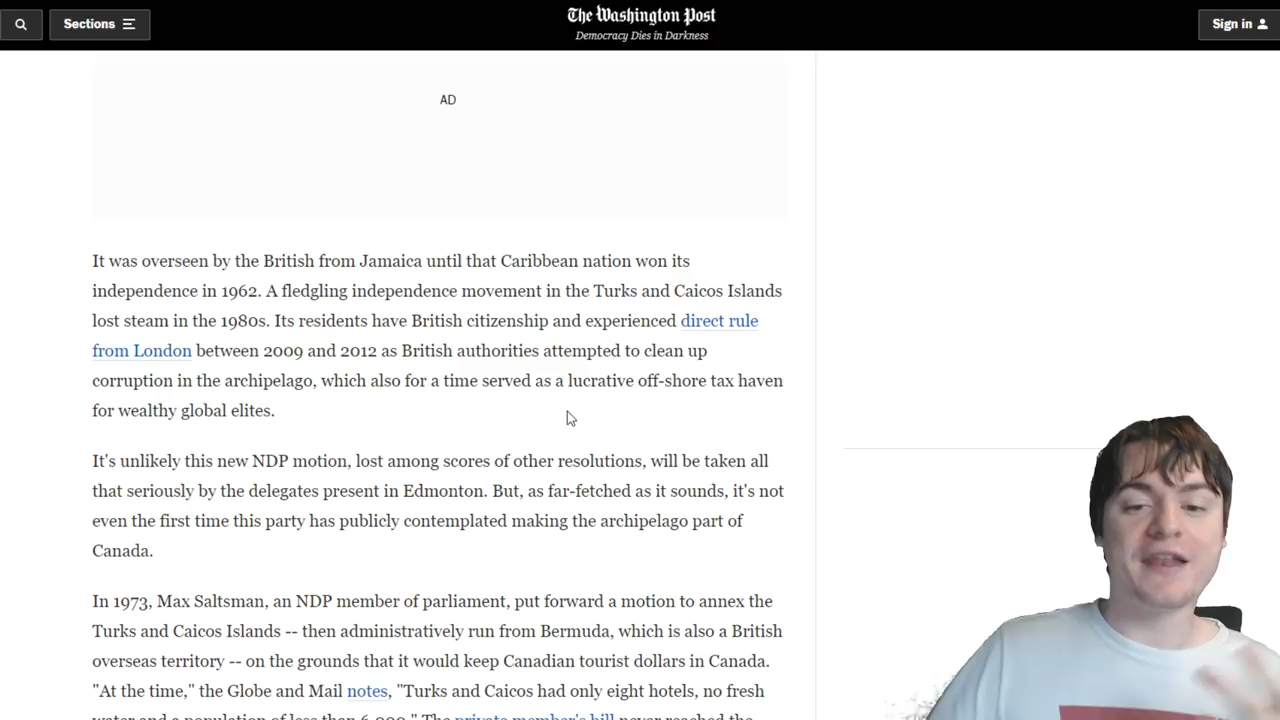 Sections
The Washington Post
Democracy Dies in Darkness
Sign in
AD
It was overseen by the British from Jamaica until that Caribbean nation won its
independence in 1962. A fledgling independence movement in the Turks and Caicos Islands
lost steam in the 1980s. Its residents have British citizenship and experienced direct rule
from London between 2009 and 2012 as British authorities attempted to clean up
corruption in the archipelago, which also for a time served as a lucrative off-shore tax haven
for wealthy global elites.
It's unlikely this new NDP motion, lost among scores of other resolutions, will be taken all
that seriously by the delegates present in Edmonton. But, as far-fetched as it sounds, it's not
even the first time this party has publicly contemplated making the archipelago part of
Canada.
In 1973, Max Saltsman, an NDP member of parliament, put forward a motion to annex the
Turks and Caicos Islands -- then administratively run from Bermuda, which is also a British
overseas territory -- on the grounds that it would keep Canadian tourist dollars in Canada.
"At the time," the Globe and Mail notes, "Turks and Caicos had only eight hotels, no fresh
water and a population of less than 6,000." The private member's bill never reached the